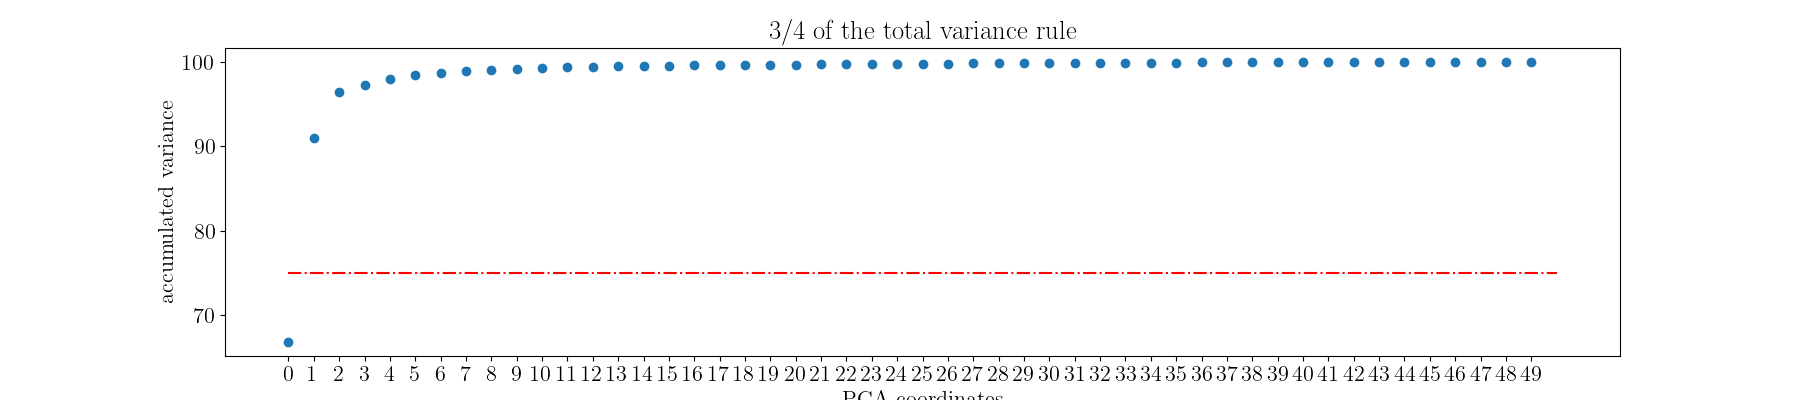 3/4 of the total variance rule
accumulated variance
100
90
80
70
0 1 2 3 4 5 6 7 8 9 10 11 12 13 14 15 16 17 18 19 20 21 22 23 24 25 26 27 28 29 30 31 32 33 34 35 36 37 38 39 40 41 42 43 44 45 46 47 48 49
PCA coordinates